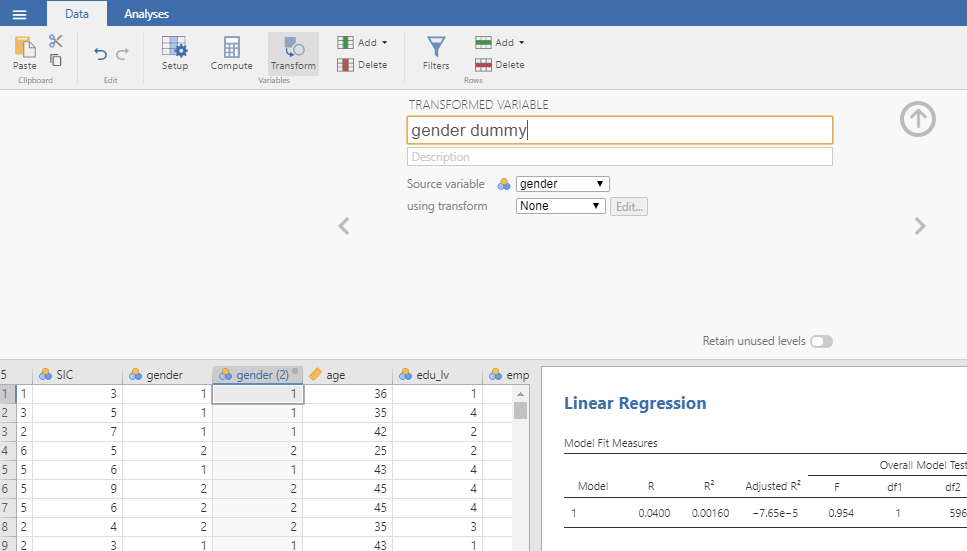 Data Analyses
Paste Setup Compute Transform Add Delete Filters Add Delete
Clipboard Edit Variables Rows
TRANSFORMED VARIABLE
gender dummy
Description
Source variable gender
using transform None Edit...
Retain unused levels
5 SIC gender gender (2) age edu_lv emp
1 1 3 1 1 36 1
2 3 5 1 1 35 4
3 2 7 1 1 42 2
4 6 5 2 2 25 2
5 5 6 1 1 43 4
6 5 9 2 2 45 4
7 5 6 2 2 45 4
8 2 4 2 2 35 3
9 2 3 1 1 43 1
Linear Regression
Model Fit Measures
Overall Model Test
Model R R² Adjusted R² F df1 df2
1 0.0400 0.00160 −7.65e−5 0.954 1 596